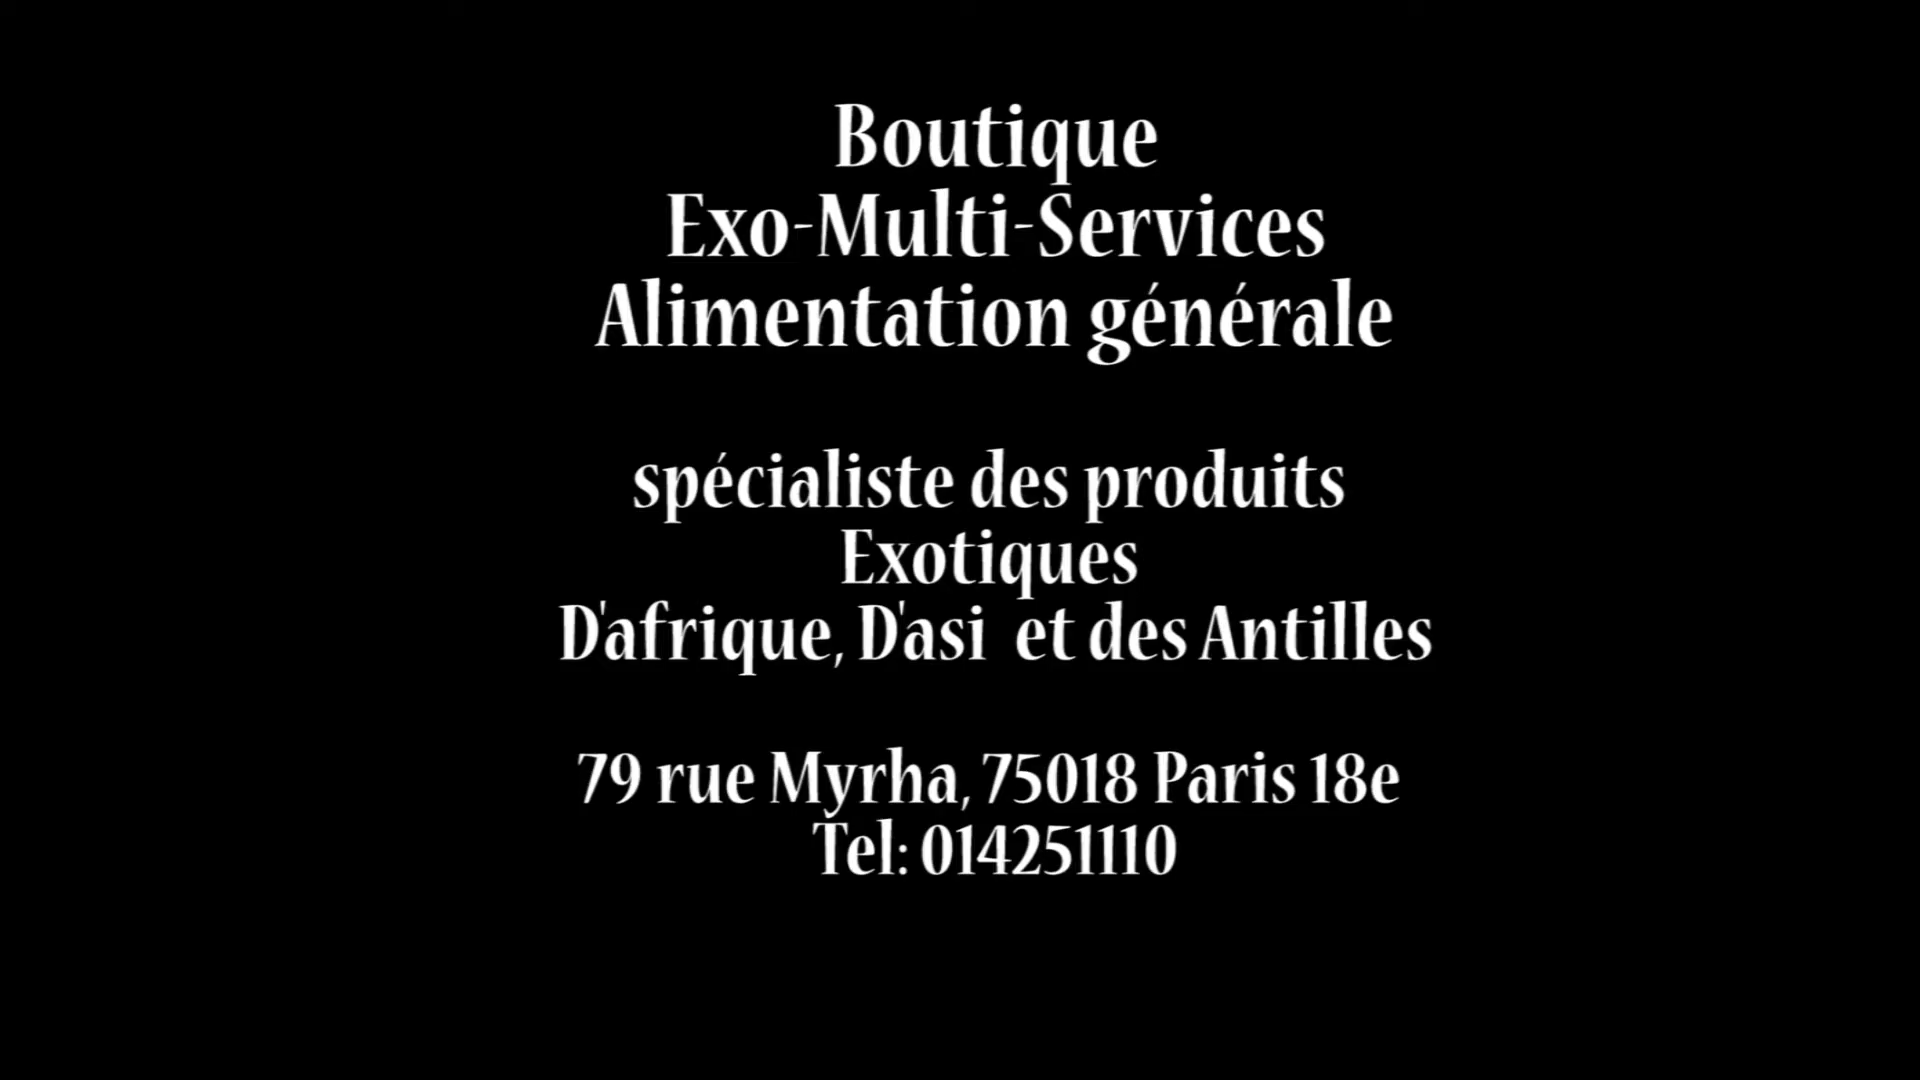 Boutique
Exo-Multi-Services
Alimentation générale
spécialiste des produits
Exotiques
D'afrique, D'asi et des Antilles
79 rue Myrha, 75018 Paris 18e
Tel: 014251110